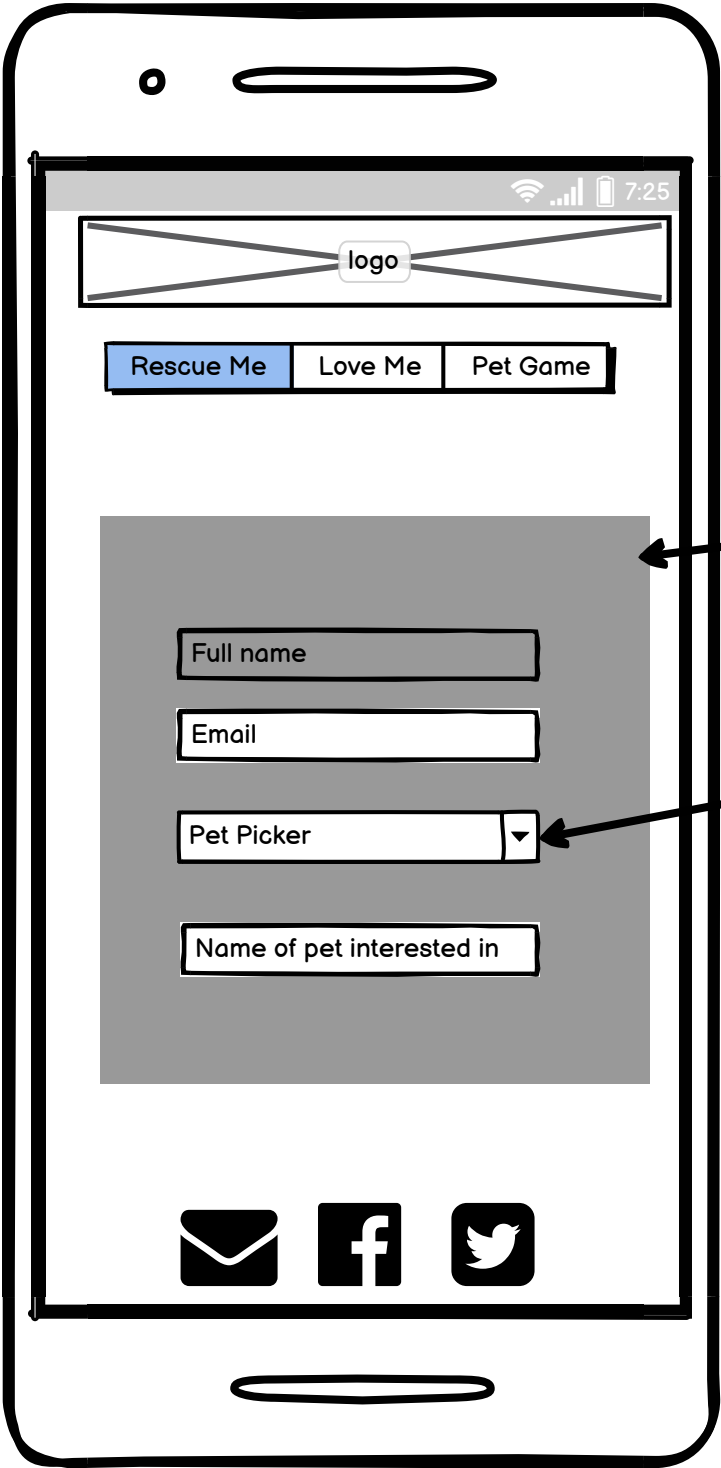 7:25
logo
Rescue Me Love Me Pet Game
Full name
Email
Pet Picker
Name of pet interested in